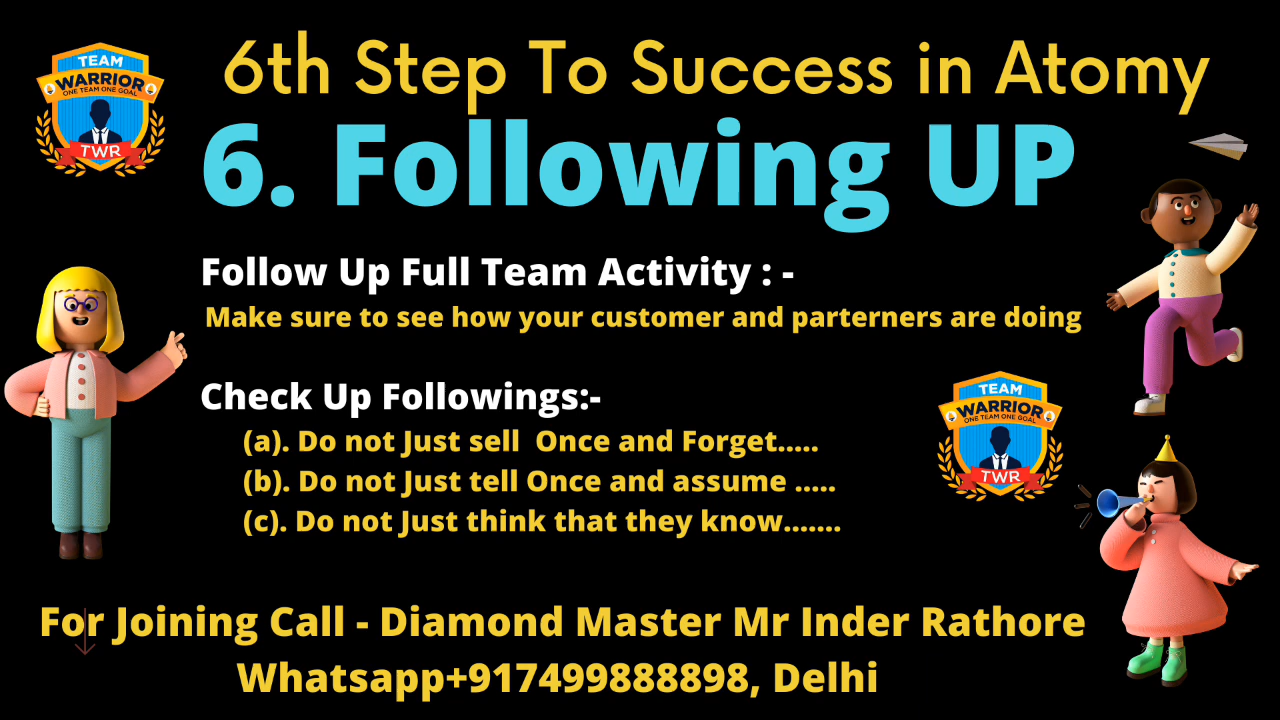 6th Step To Success in Atomy
TEAM
WARRIOR
ONE TEAM ONE GOAL
TWR
6. Following UP
Follow Up Full Team Activity : -
Make sure to see how your customer and parterners are doing
Check Up Followings:-
(a). Do not Just sell Once and Forget.....
(b). Do not Just tell Once and assume .....
(c). Do not Just think that they know.......
TEAM
WARRIOR
ONE TEAM ONE GOAL
TWR
For Joining Call - Diamond Master Mr Inder Rathore
Whatsapp+917499888898, Delhi